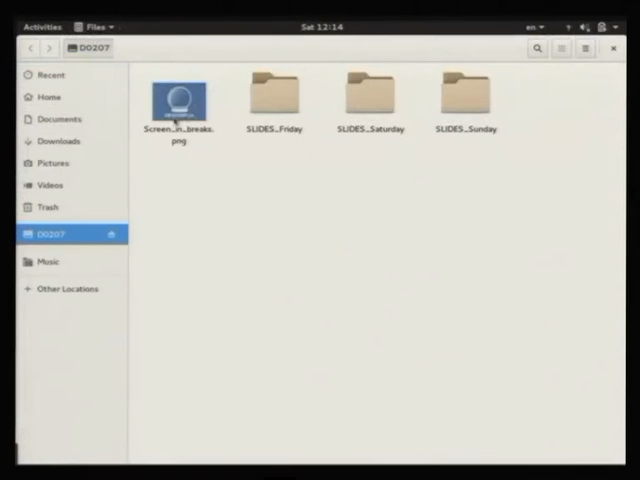 Activities
Files
Sat 12:14
en
D0207
Recent
Home
Documents
Downloads
Pictures
Videos
Trash
D0207
Music
Other Locations
Screen_in_breaks.
png
SLIDES_Friday
SLIDES_Saturday
SLIDES_Sunday